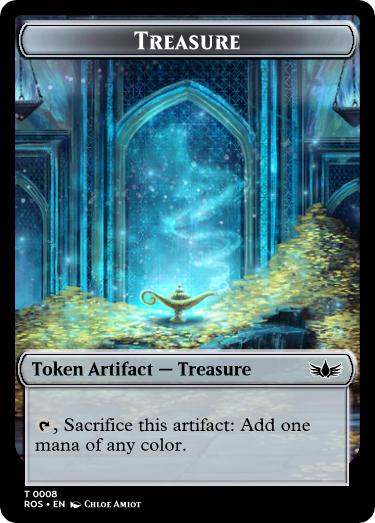 TREASURE
Token Artifact — Treasure
, Sacrifice this artifact: Add one
mana of any color.
T 0008
ROS • EN CHLOE AMIOT